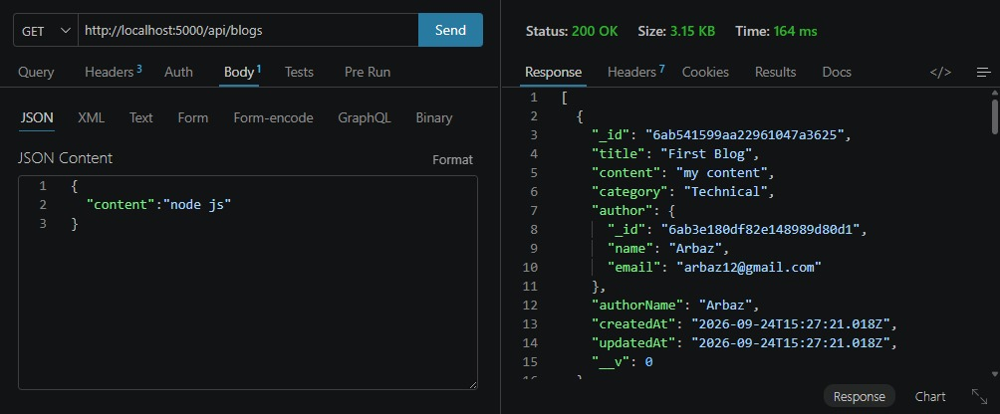 GET http://localhost:5000/api/blogs Send
Query Headers 3 Auth Body 1 Tests Pre Run
JSON XML Text Form Form-encode GraphQL Binary
JSON Content Format
1 {
2 "content":"node js"
3 }
Status: 200 OK Size: 3.15 KB Time: 164 ms
Response Headers 7 Cookies Results Docs </>
1 [
2 {
3 "_id": "6ab541599aa22961047a3625",
4 "title": "First Blog",
5 "content": "my content",
6 "category": "Technical",
7 "author": {
8 "_id": "6ab3e180df82e148989d80d1",
9 "name": "Arbaz",
10 "email": "arbaz12@gmail.com"
11 },
12 "authorName": "Arbaz",
13 "createdAt": "2026-09-24T15:27:21.018Z",
14 "updatedAt": "2026-09-24T15:27:21.018Z",
15 "__v": 0
16 }
Response Chart